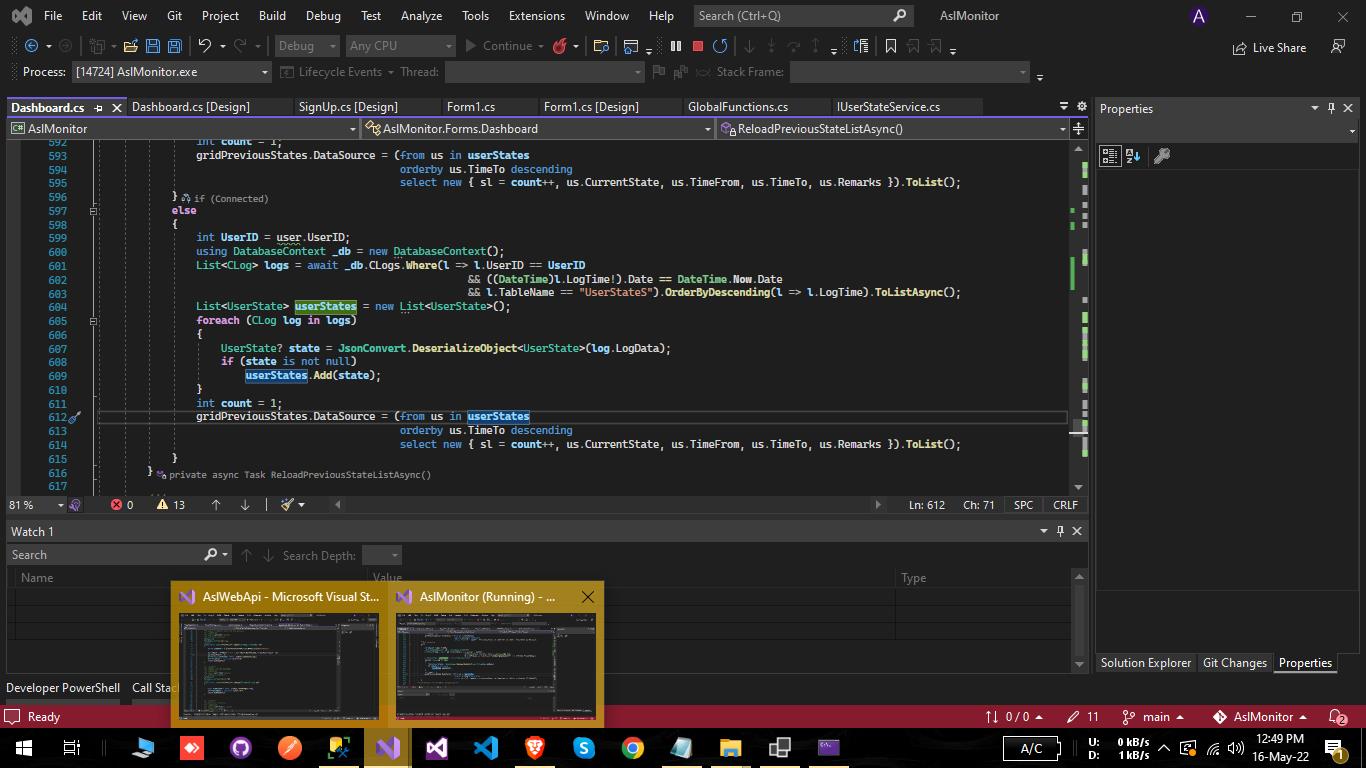 File Edit View Git Project Build Debug Test Analyze Tools Extensions Window Help Search (Ctrl+Q) AslMonitor A
Debug Any CPU Continue Live Share
Process: [14724] AslMonitor.exe Lifecycle Events Thread: Stack Frame:
Dashboard.cs Dashboard.cs [Design] SignUp.cs [Design] Form1.cs Form1.cs [Design] GlobalFunctions.cs IUserStateService.cs Properties
C# AslMonitor AslMonitor.Forms.Dashboard ReloadPreviousStateListAsync()
592 int count = 1;
593 gridPreviousStates.DataSource = (from us in userStates
594 orderby us.TimeTo descending
595 select new { sl = count++, us.CurrentState, us.TimeFrom, us.TimeTo, us.Remarks }).ToList();
596 } if (Connected)
597 else
598 {
599 int UserID = user.UserID;
600 using DatabaseContext _db = new DatabaseContext();
601 List<CLog> logs = await _db.CLogs.Where(l => l.UserID == UserID
602 && ((DateTime)l.LogTime!).Date == DateTime.Now.Date
603 && l.TableName == "UserStateS").OrderByDescending(l => l.LogTime).ToListAsync();
604 List<UserState> userStates = new List<UserState>();
605 foreach (CLog log in logs)
606 {
607 UserState? state = JsonConvert.DeserializeObject<UserState>(log.LogData);
608 if (state is not null)
609 userStates.Add(state);
610 }
611 int count = 1;
612 gridPreviousStates.DataSource = (from us in userStates
613 orderby us.TimeTo descending
614 select new { sl = count++, us.CurrentState, us.TimeFrom, us.TimeTo, us.Remarks }).ToList();
615 }
616 } private async Task ReloadPreviousStateListAsync()
617
81 % 0 13 Ln: 612 Ch: 71 SPC CRLF
Watch 1
Search Search Depth:
Name Value Type
AslWebApi - Microsoft Visual St... AslMonitor (Running) - ...
Solution Explorer Git Changes Properties
Developer PowerShell Call Stac
Ready 0 / 0 11 main AslMonitor 2
A/C U: 0 kB/s 12:49 PM
D: 1 kB/s 16-May-22 1